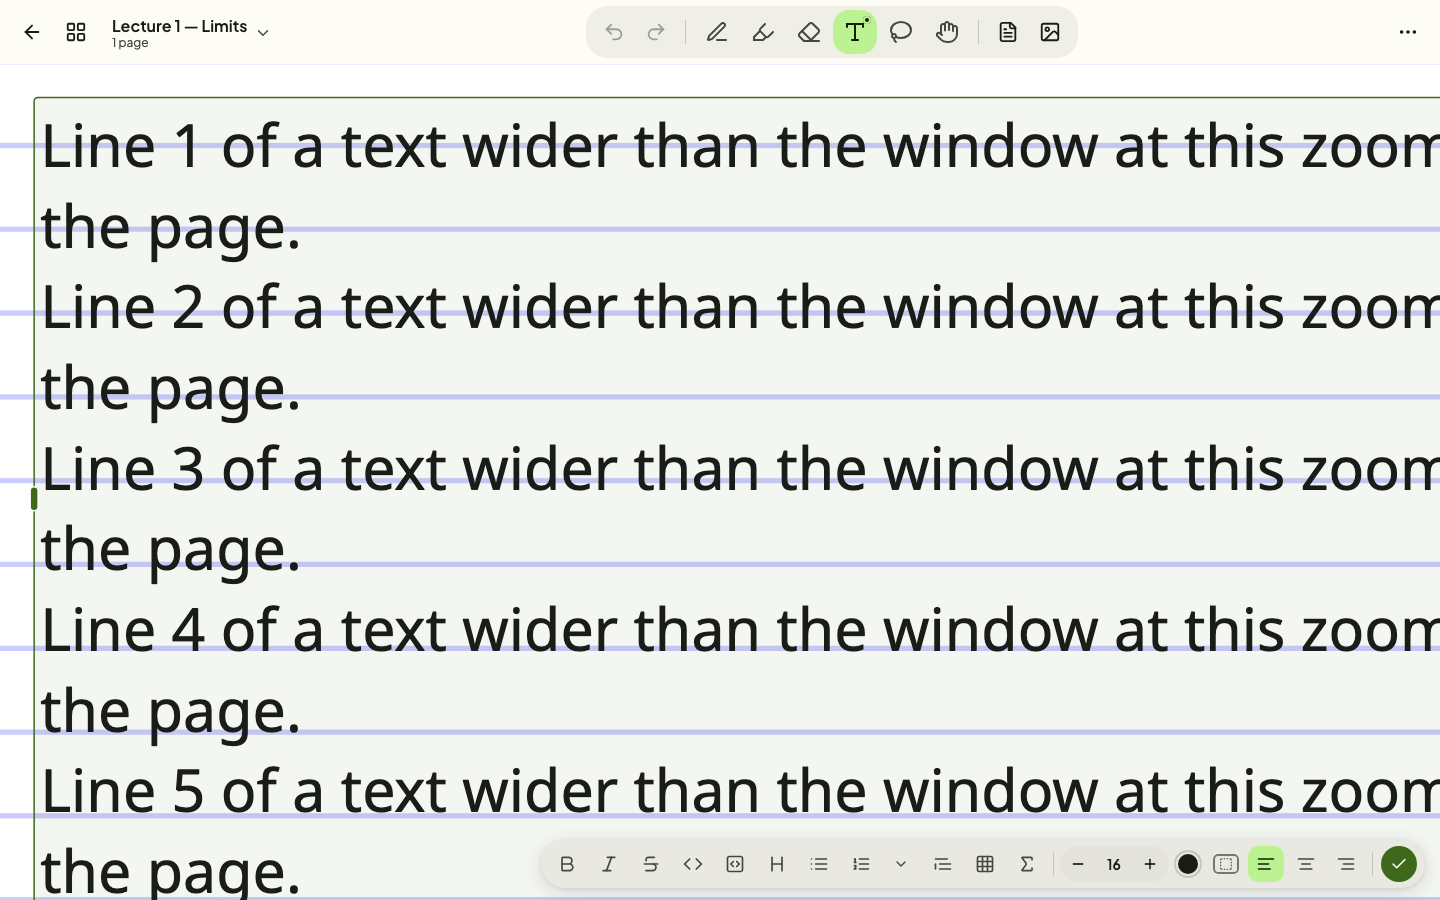 Lecture 1 — Limits
1 page
Line 1 of a text wider than the window at this zoom
the page.
Line 2 of a text wider than the window at this zoom
the page.
Line 3 of a text wider than the window at this zoom
the page.
Line 4 of a text wider than the window at this zoom
the page.
Line 5 of a text wider than the window at this zoom
the page.
16